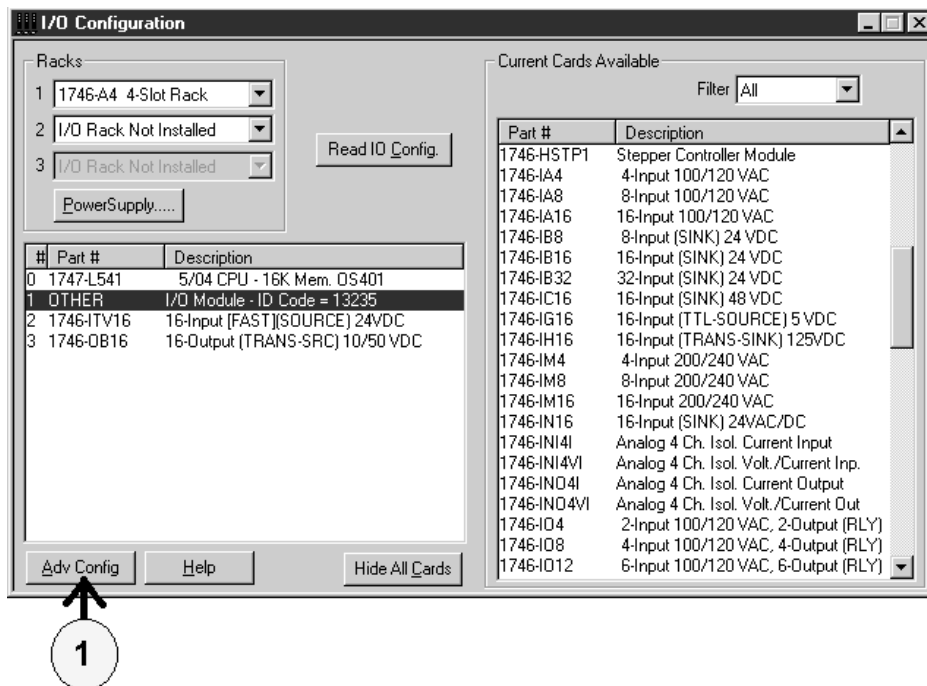 I/O Configuration
Racks
1 1746-A4 4-Slot Rack
2 I/O Rack Not Installed
3 I/O Rack Not Installed
PowerSupply.....
Read IO Config.
# Part # Description
0 1747-L541 5/04 CPU - 16K Mem. OS401
1 OTHER I/O Module - ID Code = 13235
2 1746-ITV16 16-Input [FAST](SOURCE) 24VDC
3 1746-OB16 16-Output (TRANS-SRC) 10/50 VDC
Adv Config Help Hide All Cards
Current Cards Available
Filter All
Part # Description
1746-HSTP1 Stepper Controller Module
1746-IA4 4-Input 100/120 VAC
1746-IA8 8-Input 100/120 VAC
1746-IA16 16-Input 100/120 VAC
1746-IB8 8-Input (SINK) 24 VDC
1746-IB16 16-Input (SINK) 24 VDC
1746-IB32 32-Input (SINK) 24 VDC
1746-IC16 16-Input (SINK) 48 VDC
1746-IG16 16-Input (TTL-SOURCE) 5 VDC
1746-IH16 16-Input (TRANS-SINK) 125VDC
1746-IM4 4-Input 200/240 VAC
1746-IM8 8-Input 200/240 VAC
1746-IM16 16-Input 200/240 VAC
1746-IN16 16-Input (SINK) 24VAC/DC
1746-INI4I Analog 4 Ch. Isol. Current Input
1746-INI4VI Analog 4 Ch. Isol. Volt./Current Inp.
1746-INO4I Analog 4 Ch. Isol. Current Output
1746-INO4VI Analog 4 Ch. Isol. Volt./Current Out
1746-IO4 2-Input 100/120 VAC, 2-Output (RLY)
1746-IO8 4-Input 100/120 VAC, 4-Output (RLY)
1746-IO12 6-Input 100/120 VAC, 6-Output (RLY)
1